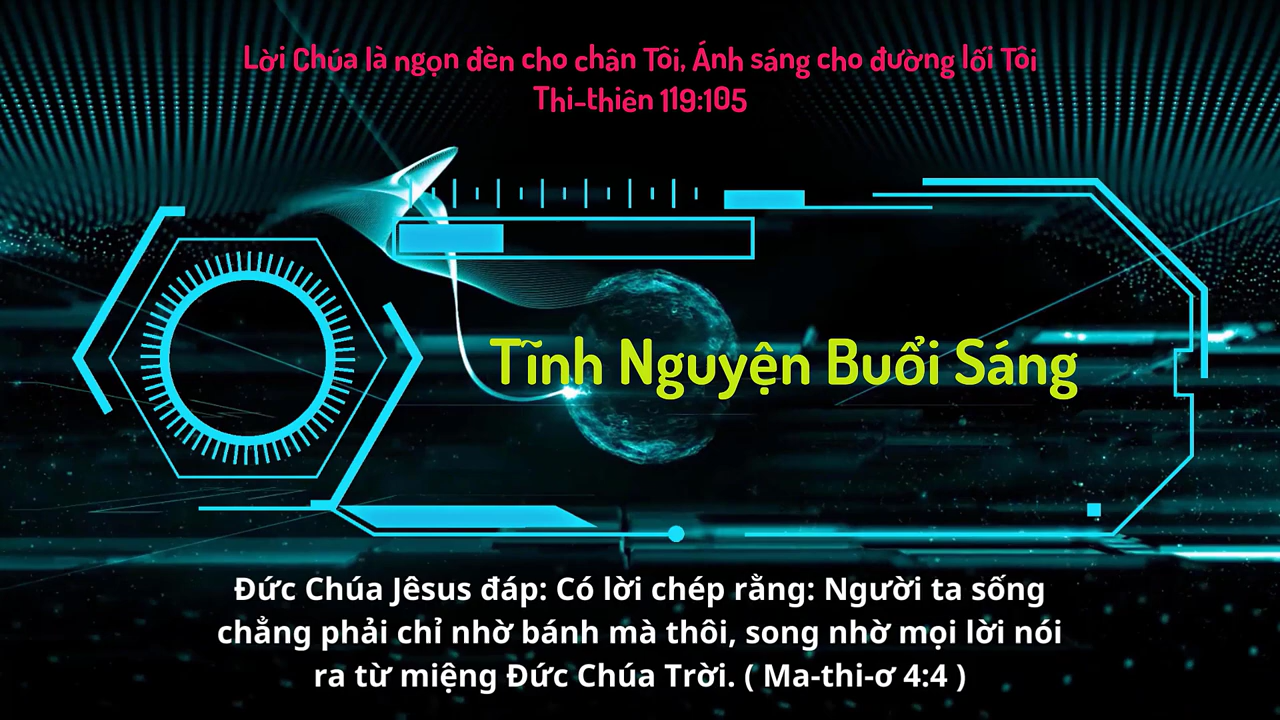 Lời Chúa là ngọn đèn cho chân Tôi, Ánh sáng cho đường lối Tôi
Thi-thiên 119:105
Tĩnh Nguyện Buổi Sáng
Đức Chúa Jêsus đáp: Có lời chép rằng: Người ta sống
chẳng phải chỉ nhờ bánh mà thôi, song nhờ mọi lời nói
ra từ miệng Đức Chúa Trời. ( Ma-thi-ơ 4:4 )